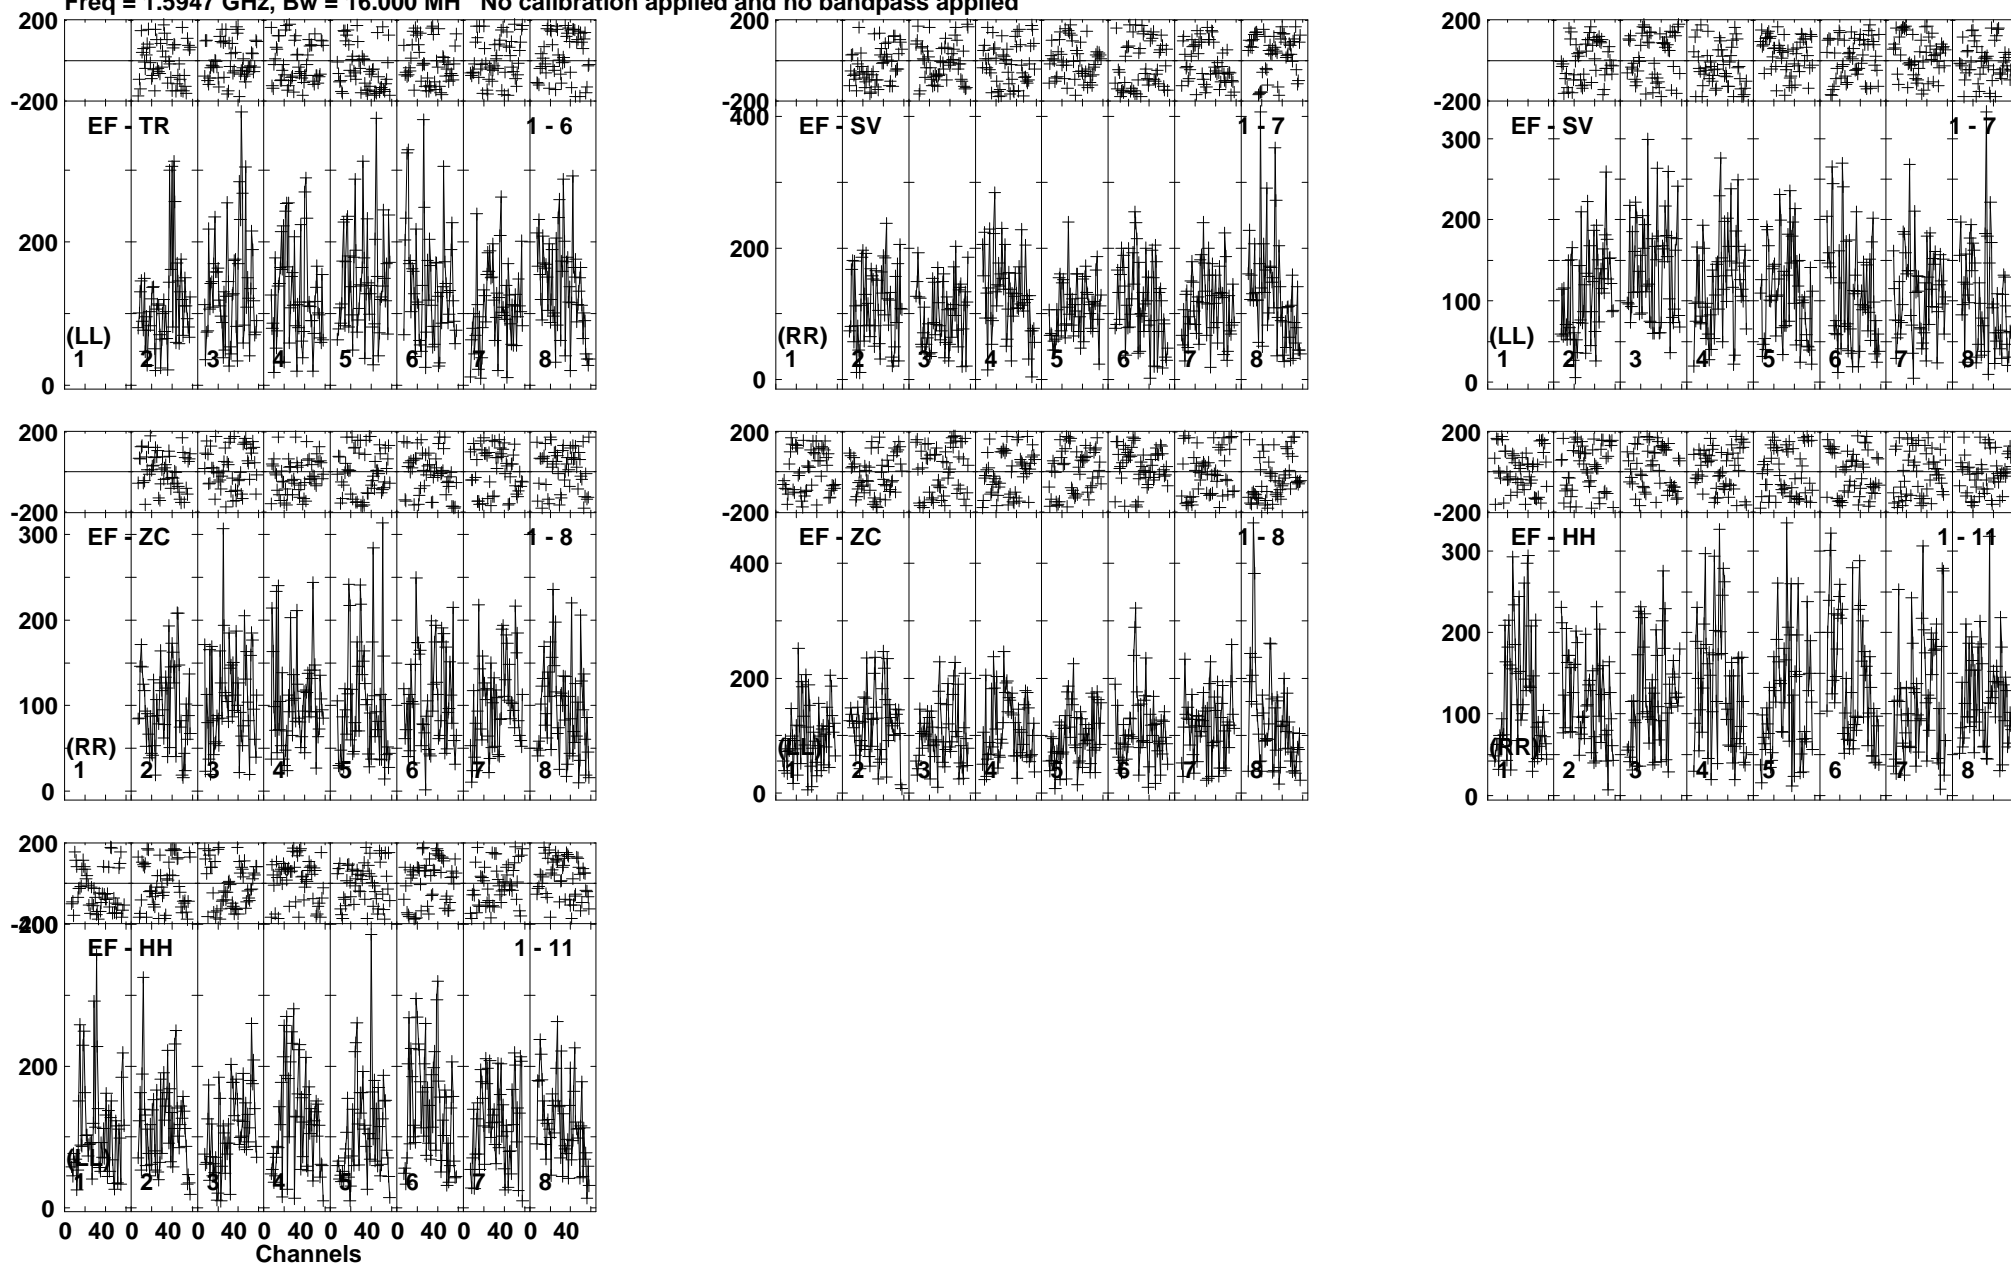 Freq = 1.5947 GHz, Bw = 16.000 MH No calibration applied and no bandpass applied
200 200 200
-200 -200 -200
EF - TR 1 - 6 400 EF - SV 1 - 7 EF - SV 1 - 7
300
200 200 200
100
(LL) (RR) (LL)
1 2 3 4 5 6 7 8 1 2 3 4 5 6 7 8 1 2 3 4 5 6 7 8
0 0 0
200 200 200
-200 -200 -200
300 EF - ZC 1 - 8 EF - ZC 1 - 8 EF - HH 1 - 11
400 300
200 200 200
100 100
(RR) (LL) (RR)
1 2 3 4 5 6 7 8 1 2 3 4 5 6 7 8 1 2 3 4 5 6 7 8
0 0 0
200
-200
400
EF - HH 1 - 11
200
(LL)
1 2 3 4 5 6 7 8
0
0 40 0 40 0 40 0 40 0 40 0 40 0 40 0 40
Channels